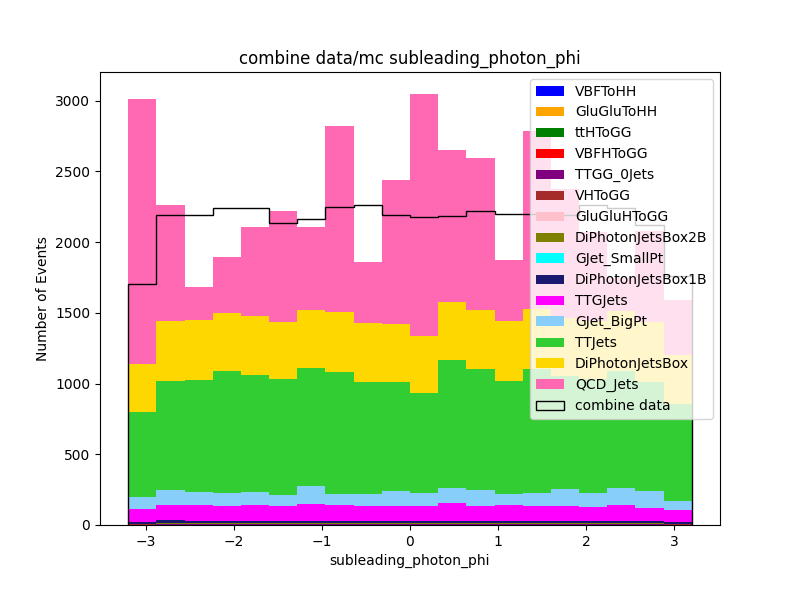 combine data/mc subleading_photon_phi
Number of Events
3000
2500
2000
1500
1000
500
0
−3
−2
−1
0
1
2
3
subleading_photon_phi
VBFToHH
GluGluToHH
ttHToGG
VBFHToGG
TTGG_0Jets
VHToGG
GluGluHToGG
DiPhotonJetsBox2B
GJet_SmallPt
DiPhotonJetsBox1B
TTGJets
GJet_BigPt
TTJets
DiPhotonJetsBox
QCD_Jets
combine data